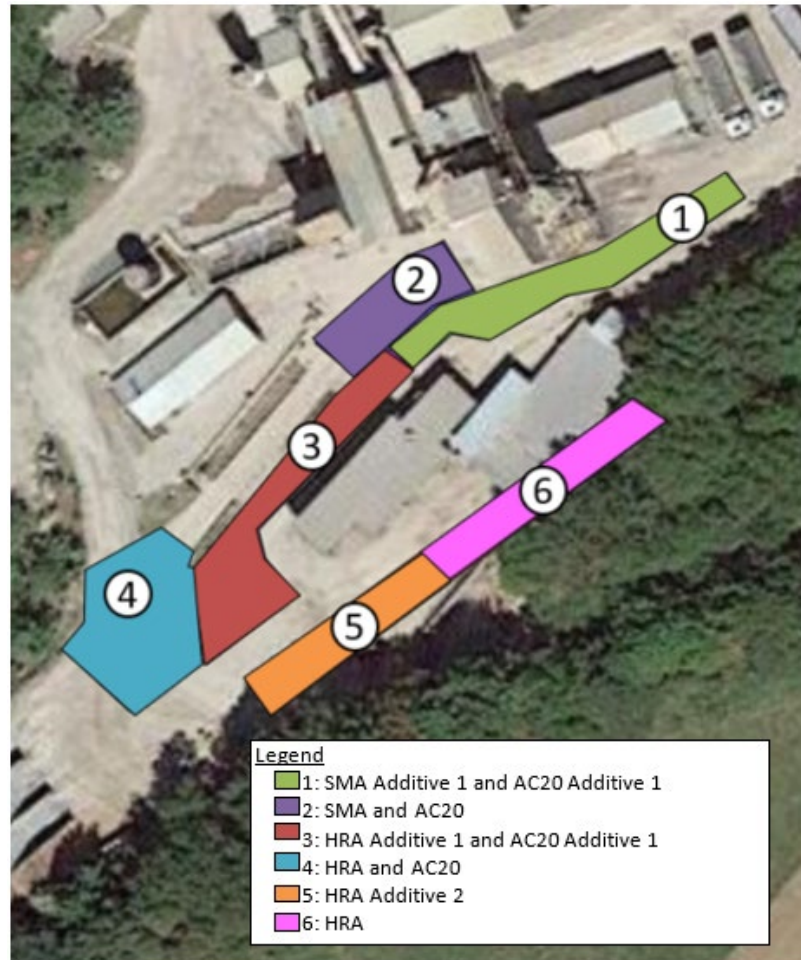 1
2
3
4
5
6
Legend
1: SMA Additive 1 and AC20 Additive 1
2: SMA and AC20
3: HRA Additive 1 and AC20 Additive 1
4: HRA and AC20
5: HRA Additive 2
6: HRA